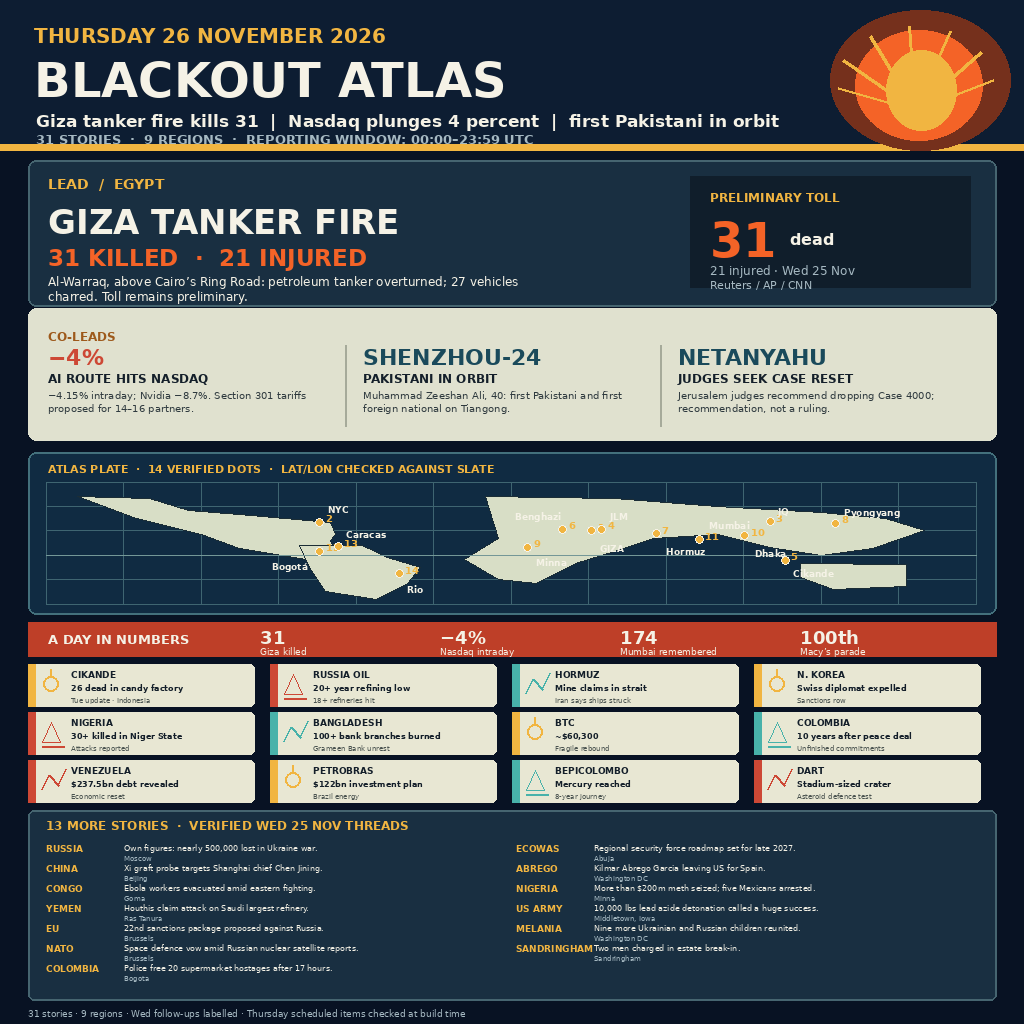 THURSDAY 26 NOVEMBER 2026
BLACKOUT ATLAS
Giza tanker fire kills 31 | Nasdaq plunges 4 percent | first Pakistani in orbit
31 STORIES · 9 REGIONS · REPORTING WINDOW: 00:00–23:59 UTC
LEAD / EGYPT
GIZA TANKER FIRE
31 KILLED · 21 INJURED
Al-Warraq, above Cairo’s Ring Road: petroleum tanker overturned; 27 vehicles
charred. Toll remains preliminary.
PRELIMINARY TOLL
31 dead
21 injured · Wed 25 Nov
Reuters / AP / CNN
CO-LEADS
−4%
AI ROUTE HITS NASDAQ
−4.15% intraday; Nvidia −8.7%. Section 301 tariffs
proposed for 14–16 partners.
SHENZHOU-24
PAKISTANI IN ORBIT
Muhammad Zeeshan Ali, 40: first Pakistani and first
foreign national on Tiangong.
NETANYAHU
JUDGES SEEK CASE RESET
Jerusalem judges recommend dropping Case 4000;
recommendation, not a ruling.
ATLAS PLATE · 14 VERIFIED DOTS · LAT/LON CHECKED AGAINST SLATE
NYC
2
Caracas
13
Bogotá
Rio
Benghazi
6
JLM
4
GIZA
9
Minna
7
Hormuz
11
Mumbai
10
3
Dhaka
5
Cikande
Pyongyang
8
A DAY IN NUMBERS
31
Giza killed
−4%
Nasdaq intraday
174
Mumbai remembered
100th
Macy’s parade
CIKANDE
26 dead in candy factory
Tue update · Indonesia
RUSSIA OIL
20+ year refining low
18+ refineries hit
HORMUZ
Mine claims in strait
Iran says ships struck
N. KOREA
Swiss diplomat expelled
Sanctions row
NIGERIA
30+ killed in Niger State
Attacks reported
BANGLADESH
100+ bank branches burned
Grameen Bank unrest
BTC
~$60,300
Fragile rebound
COLOMBIA
10 years after peace deal
Unfinished commitments
VENEZUELA
$237.5bn debt revealed
Economic reset
PETROBRAS
$122bn investment plan
Brazil energy
BEPICOLOMBO
Mercury reached
8-year journey
DART
Stadium-sized crater
Asteroid defence test
13 MORE STORIES · VERIFIED WED 25 NOV THREADS
RUSSIA Own figures: nearly 500,000 lost in Ukraine war.
Moscow
CHINA Xi graft probe targets Shanghai chief Chen Jining.
Beijing
CONGO Ebola workers evacuated amid eastern fighting.
Goma
YEMEN Houthis claim attack on Saudi largest refinery.
Ras Tanura
EU 22nd sanctions package proposed against Russia.
Brussels
NATO Space defence vow amid Russian nuclear satellite reports.
Brussels
COLOMBIA Police free 20 supermarket hostages after 17 hours.
Bogota
ECOWAS Regional security force roadmap set for late 2027.
Abuja
ABREGO Kilmar Abrego Garcia leaving US for Spain.
Washington DC
NIGERIA More than $200m meth seized; five Mexicans arrested.
Minna
US ARMY 10,000 lbs lead azide detonation called a huge success.
Middletown, Iowa
MELANIA Nine more Ukrainian and Russian children reunited.
Washington DC
SANDRINGHAM Two men charged in estate break-in.
Sandringham
31 stories · 9 regions · Wed follow-ups labelled · Thursday scheduled items checked at build time